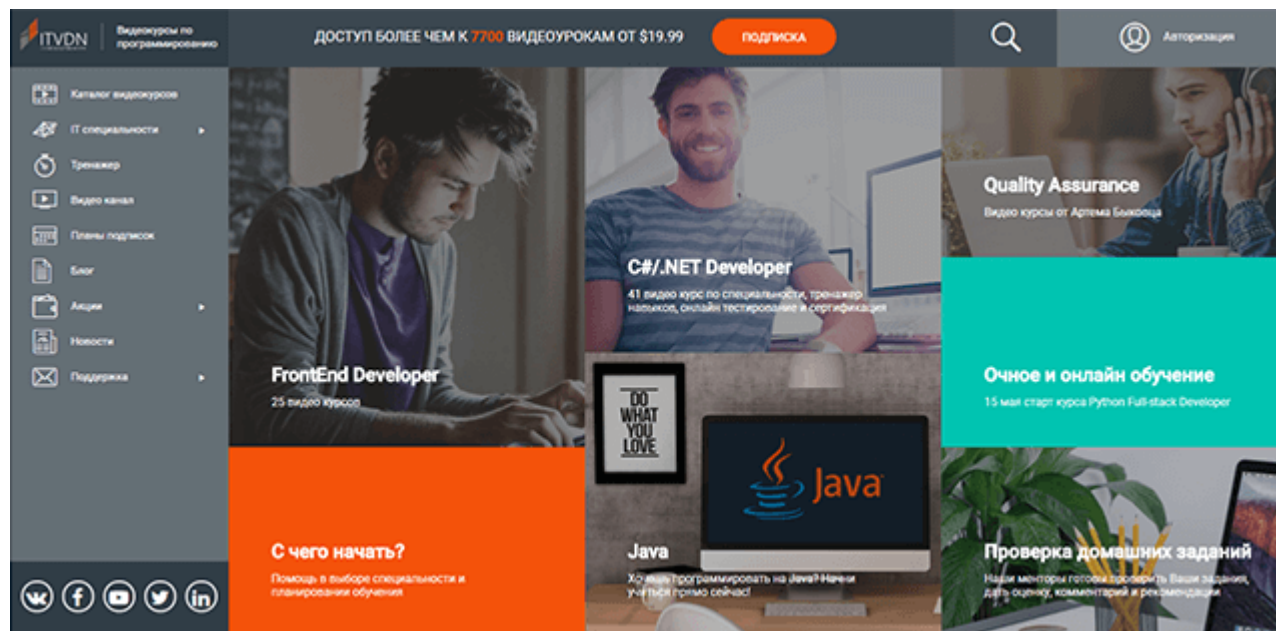 ITVDN
Видеокурсы по
программированию
ДОСТУП БОЛЕЕ ЧЕМ К 7700 ВИДЕОУРОКАМ ОТ $19.99
ПОДПИСКА
Авторизация
Каталог видеокурсов
IT специальности
Тренажер
Видео канал
Планы подписок
Блог
Акции
Новости
Поддержка
FrontEnd Developer
25 видео курсов
C#/.NET Developer
41 видео курс по специальности, тренажер
навыков, онлайн тестирование и сертификация
Quality Assurance
Видео курсы от Артема Быковца
Очное и онлайн обучение
15 мая старт курса Python Full-stack Developer
С чего начать?
Помощь в выборе специальности и
планировании обучения
DO
WHAT
YOU
LOVE
Java
Java
Хочешь программировать на Java? Начни
учиться прямо сейчас!
Проверка домашних заданий
Наши менторы готовы проверить Ваши задания,
дать оценку, комментарий и рекомендации